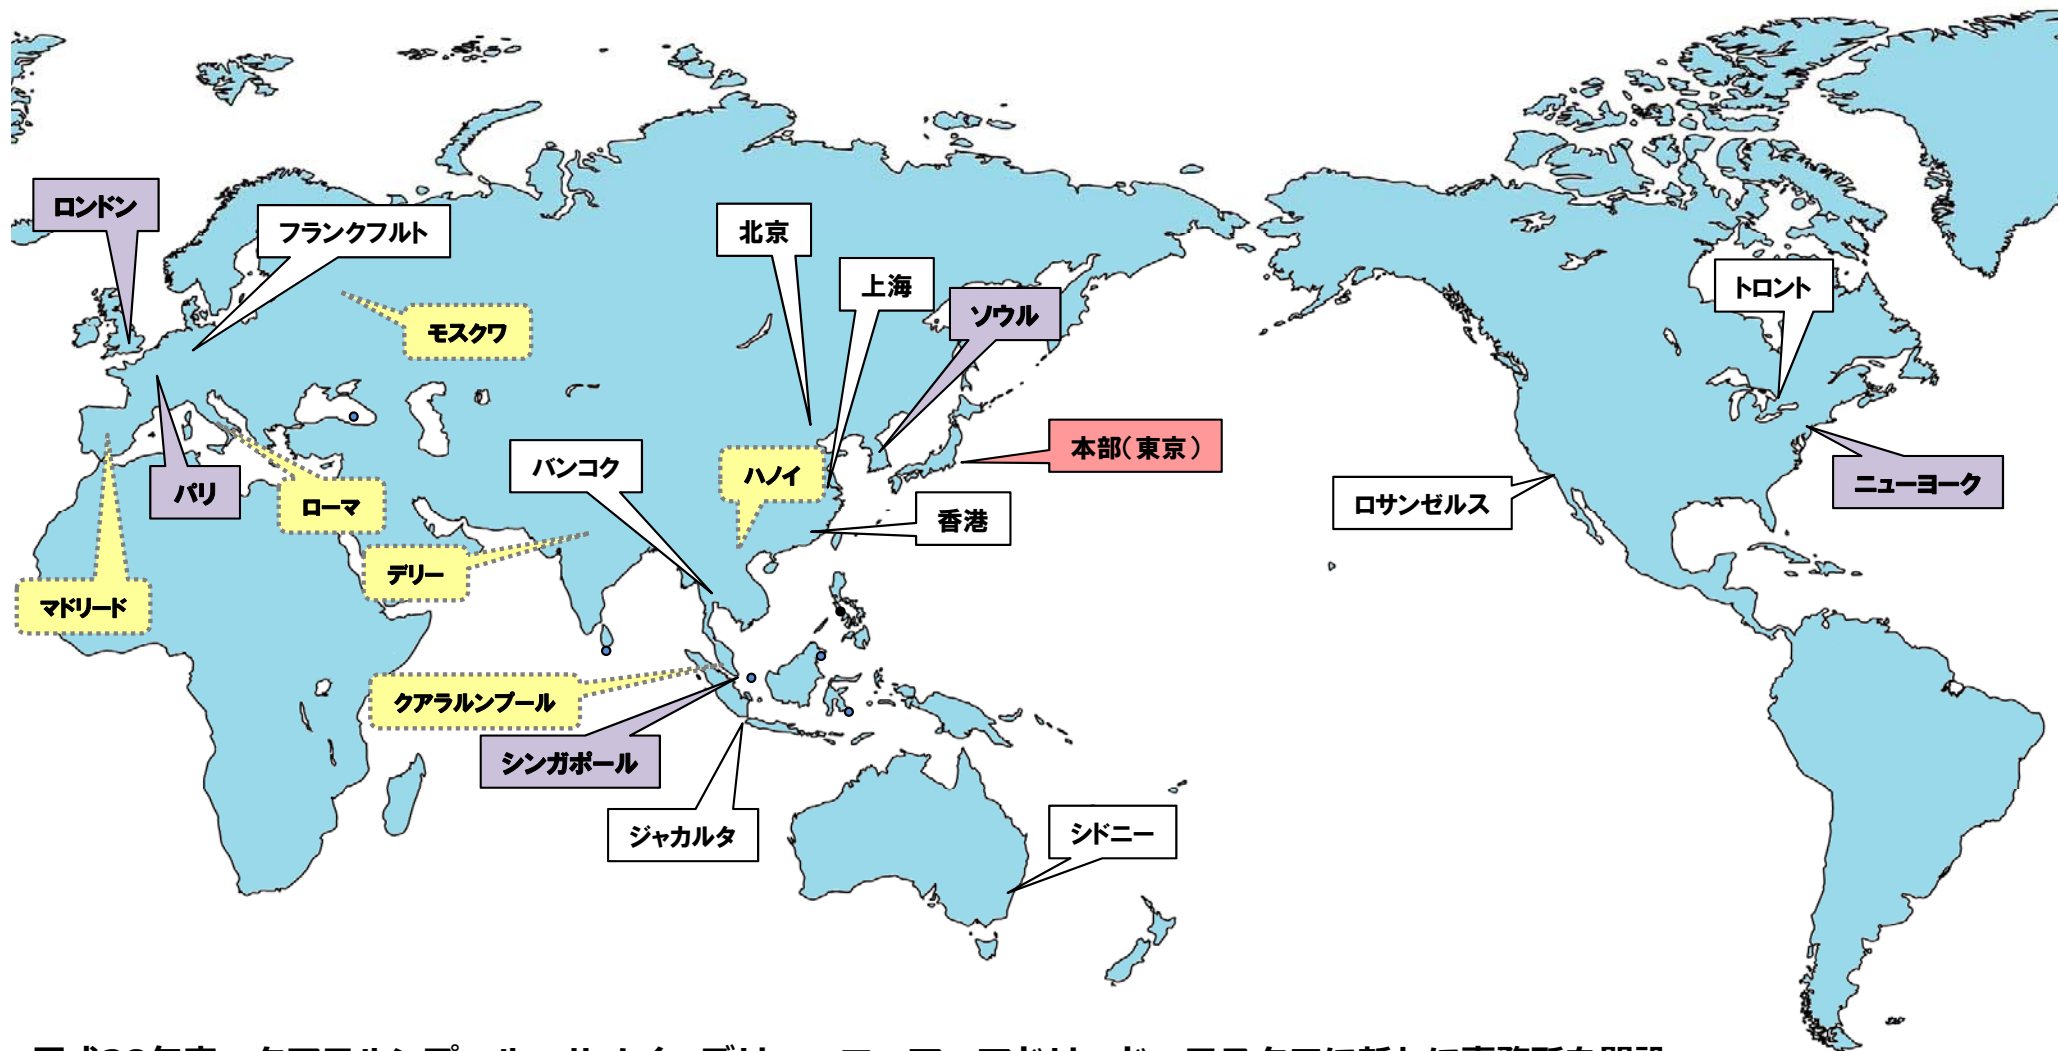 ロンドン
フランクフルト
北京
上海
ソウル
トロント
モスクワ
本部（東京）
バンコク
ハノイ
パリ
ローマ
香港
ロサンゼルス
ニューヨーク
デリー
マドリード
クアラルンプール
シンガポール
ジャカルタ
シドニー